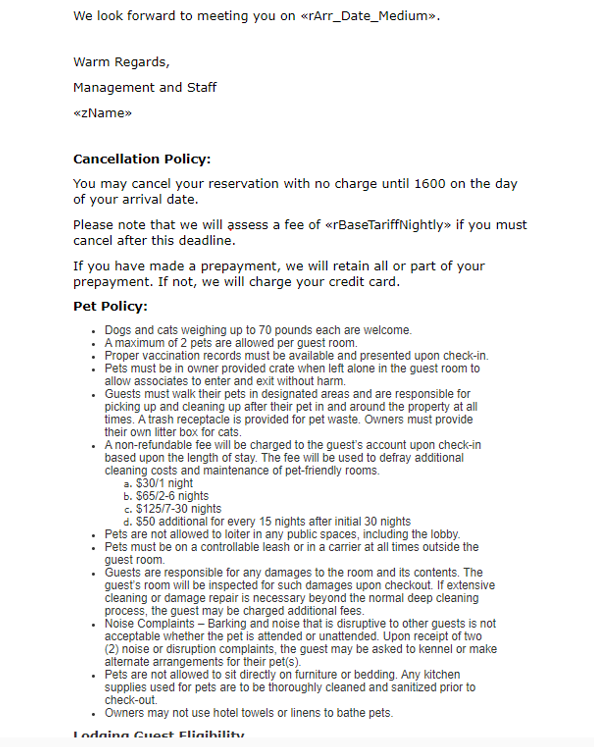 We look forward to meeting you on «rArr_Date_Medium».
Warm Regards,
Management and Staff
«zName»
Cancellation Policy:
You may cancel your reservation with no charge until 1600 on the day
of your arrival date.
Please note that we will assess a fee of «rBaseTariffNightly» if you must
cancel after this deadline.
If you have made a prepayment, we will retain all or part of your
prepayment. If not, we will charge your credit card.
Pet Policy:
• Dogs and cats weighing up to 70 pounds each are welcome.
• A maximum of 2 pets are allowed per guest room.
• Proper vaccination records must be available and presented upon check-in.
• Pets must be in owner provided crate when left alone in the guest room to
allow associates to enter and exit without harm.
• Guests must walk their pets in designated areas and are responsible for
picking up and cleaning up after their pet in and around the property at all
times. A trash receptacle is provided for pet waste. Owners must provide
their own litter box for cats.
• A non-refundable fee will be charged to the guest's account upon check-in
based upon the length of stay. The fee will be used to defray additional
cleaning costs and maintenance of pet-friendly rooms.
a. $30/1 night
b. $65/2-6 nights
c. $125/7-30 nights
d. $50 additional for every 15 nights after initial 30 nights
• Pets are not allowed to loiter in any public spaces, including the lobby.
• Pets must be on a controllable leash or in a carrier at all times outside the
guest room.
• Guests are responsible for any damages to the room and its contents. The
guest's room will be inspected for such damages upon checkout. If extensive
cleaning or damage repair is necessary beyond the normal deep cleaning
process, the guest may be charged additional fees.
• Noise Complaints – Barking and noise that is disruptive to other guests is not
acceptable whether the pet is attended or unattended. Upon receipt of two
(2) noise or disruption complaints, the guest may be asked to kennel or make
alternate arrangements for their pet(s).
• Pets are not allowed to sit directly on furniture or bedding. Any kitchen
supplies used for pets are to be thoroughly cleaned and sanitized prior to
check-out.
• Owners may not use hotel towels or linens to bathe pets.
Lodging Guest Eligibility